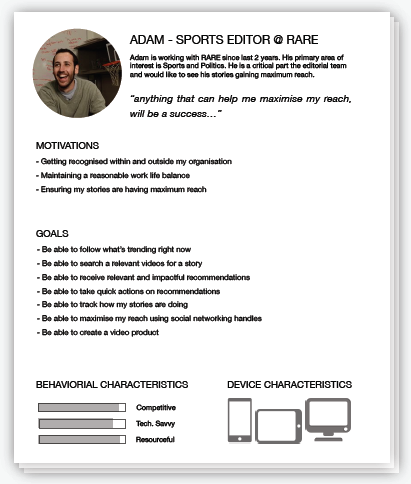 ADAM - SPORTS EDITOR @ RARE
Adam is working with RARE since last 2 years. His primary area of
interest is Sports and Politics. He is a critical part the editorial team
and would like to see his stories gaining maximum reach.
“anything that can help me maximise my reach,
will be a success…”
MOTIVATIONS
- Getting recognised within and outside my organisation
- Maintaining a reasonable work life balance
- Ensuring my stories are having maximum reach
GOALS
- Be able to follow what's trending right now
- Be able to search a relevant videos for a story
- Be able to receive relevant and impactful recommendations
- Be able to take quick actions on recommendations
- Be able to track how my stories are doing
- Be able to maximise my reach using social networking handles
- Be able to create a video product
BEHAVIORIAL CHARACTERISTICS
Competitive
Tech. Savvy
Resourceful
DEVICE CHARACTERISTICS